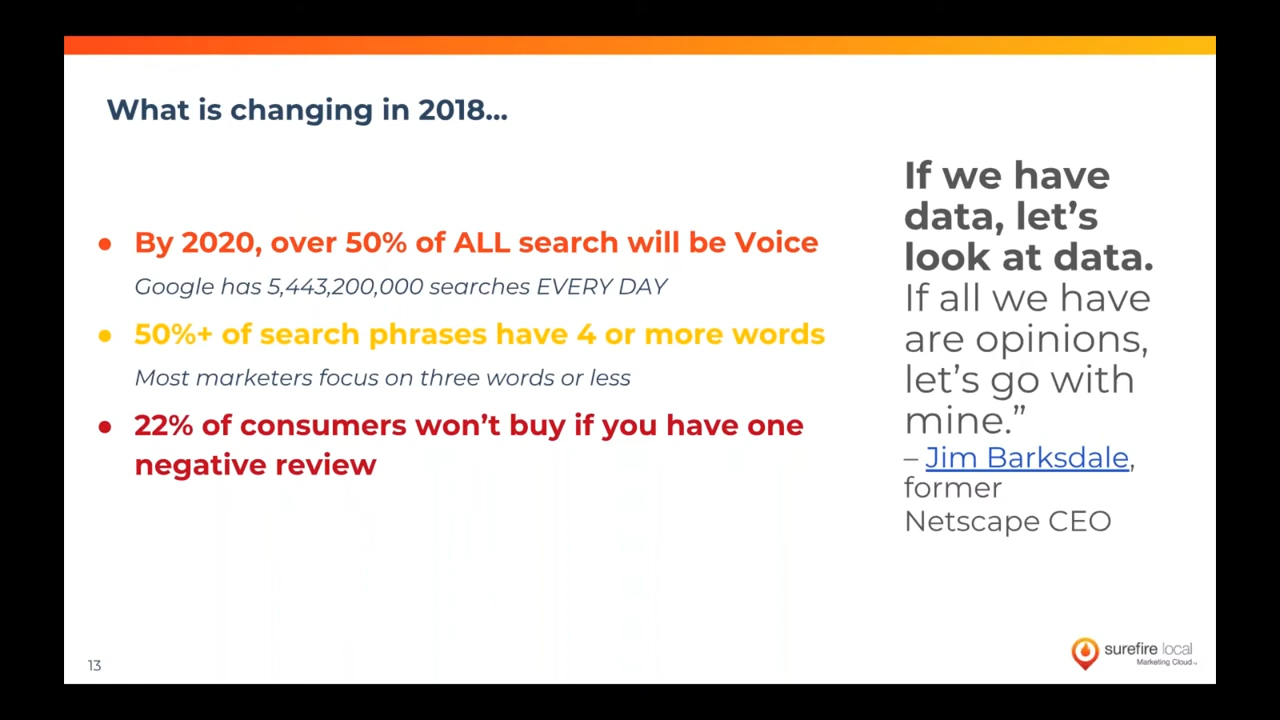 What is changing in 2018...
● By 2020, over 50% of ALL search will be Voice
Google has 5,443,200,000 searches EVERY DAY
● 50%+ of search phrases have 4 or more words
Most marketers focus on three words or less
● 22% of consumers won't buy if you have one
negative review
If we have
data, let's
look at data.
If all we have
are opinions,
let's go with
mine.”
– Jim Barksdale,
former
Netscape CEO
13
surefire local
Marketing Cloud™